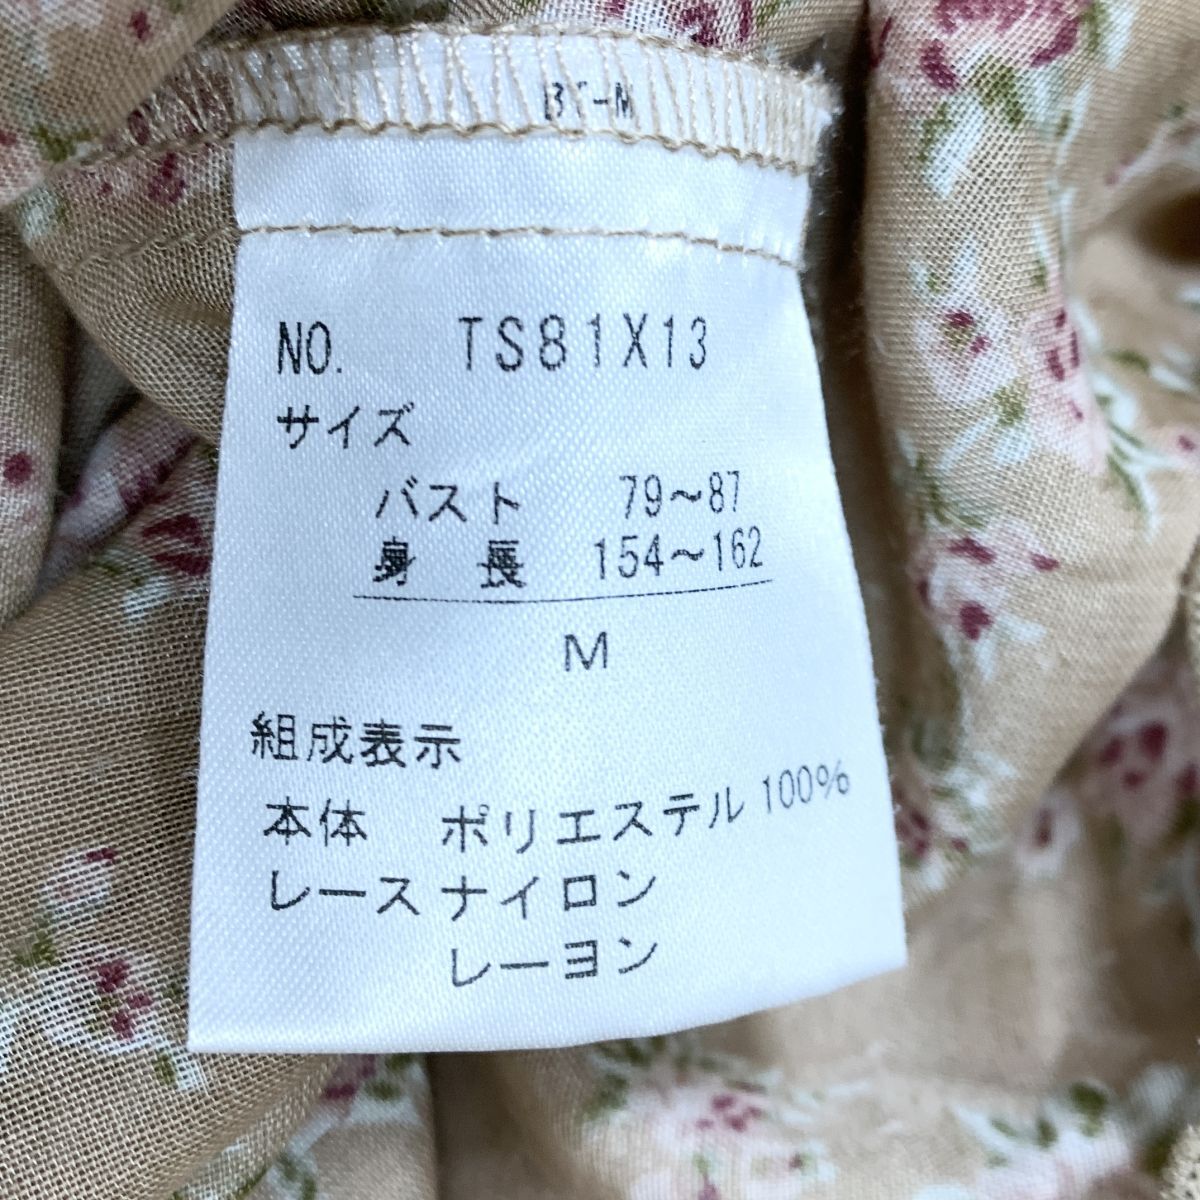 NO. TS81X13
サイズ
バスト 79～87
身長 154～162
M
組成表示
本体 ポリエステル 100%
レース ナイロン
レーヨン